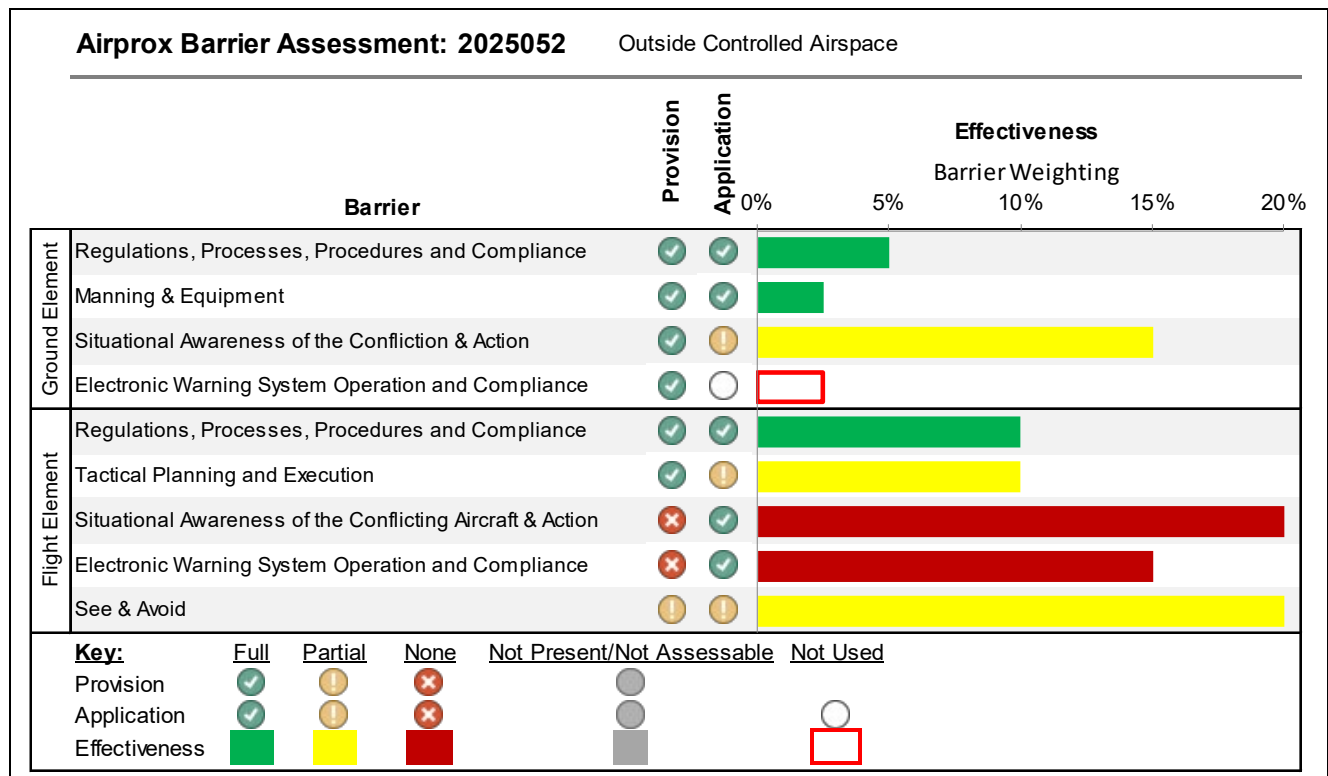 Airprox Barrier Assessment: 2025052 Outside Controlled Airspace
Barrier Provision Application Effectiveness
Barrier Weighting
0% 5% 10% 15% 20%
Ground Element
Regulations, Processes, Procedures and Compliance
Manning & Equipment
Situational Awareness of the Confliction & Action
Electronic Warning System Operation and Compliance
Flight Element
Regulations, Processes, Procedures and Compliance
Tactical Planning and Execution
Situational Awareness of the Conflicting Aircraft & Action
Electronic Warning System Operation and Compliance
See & Avoid
Key: Full Partial None Not Present/Not Assessable Not Used
Provision
Application
Effectiveness